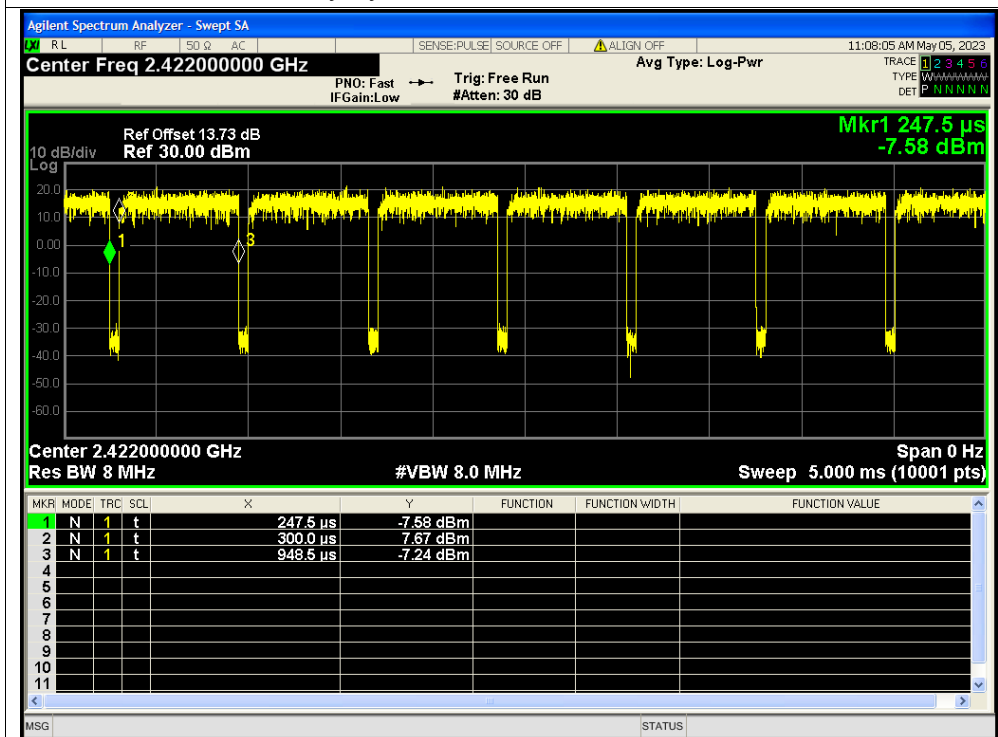 Agilent Spectrum Analyzer - Swept SA
LXI RL RF 50 Ω AC SENSE:PULSE SOURCE OFF ALIGN OFF 11:08:05 AM May 05, 2023
Center Freq 2.422000000 GHz Avg Type: Log-Pwr TRACE 1 2 3 4 5 6
PNO: Fast Trig: Free Run TYPE WWWWWW
IFGain:Low #Atten: 30 dB DET P N N N N N
Mkr1 247.5 µs
-7.58 dBm
Ref Offset 13.73 dB
10 dB/div Ref 30.00 dBm
Log
20.0
10.0
0.00
-10.0
-20.0
-30.0
-40.0
-50.0
-60.0
1
3
Center 2.422000000 GHz Span 0 Hz
Res BW 8 MHz #VBW 8.0 MHz Sweep 5.000 ms (10001 pts)
MKR MODE TRC SCL X Y FUNCTION FUNCTION WIDTH FUNCTION VALUE
1 N 1 t 247.5 µs -7.58 dBm
2 N 1 t 300.0 µs 7.67 dBm
3 N 1 t 948.5 µs -7.24 dBm
4
5
6
7
8
9
10
11
MSG STATUS